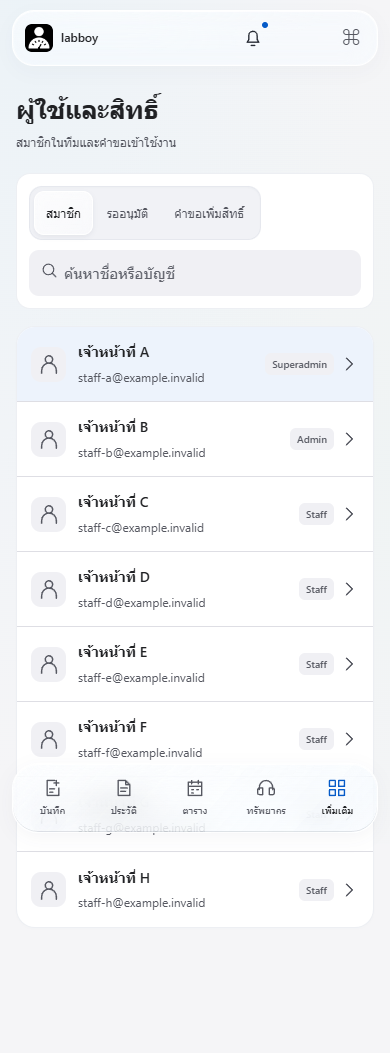 labboy
ผู้ใช้และสิทธิ์
สมาชิกในทีมและคำขอเข้าใช้งาน
สมาชิก
รออนุมัติ
คำขอเพิ่มสิทธิ์
ค้นหาชื่อหรือบัญชี
เจ้าหน้าที่ A
staff-a@example.invalid
Superadmin
เจ้าหน้าที่ B
staff-b@example.invalid
Admin
เจ้าหน้าที่ C
staff-c@example.invalid
Staff
เจ้าหน้าที่ D
staff-d@example.invalid
Staff
เจ้าหน้าที่ E
staff-e@example.invalid
Staff
เจ้าหน้าที่ F
staff-f@example.invalid
Staff
บันทึก
ประวัติ
ตาราง
ทรัพยากร
เพิ่มเติม
staff-g@example.invalid
เจ้าหน้าที่ H
staff-h@example.invalid
Staff